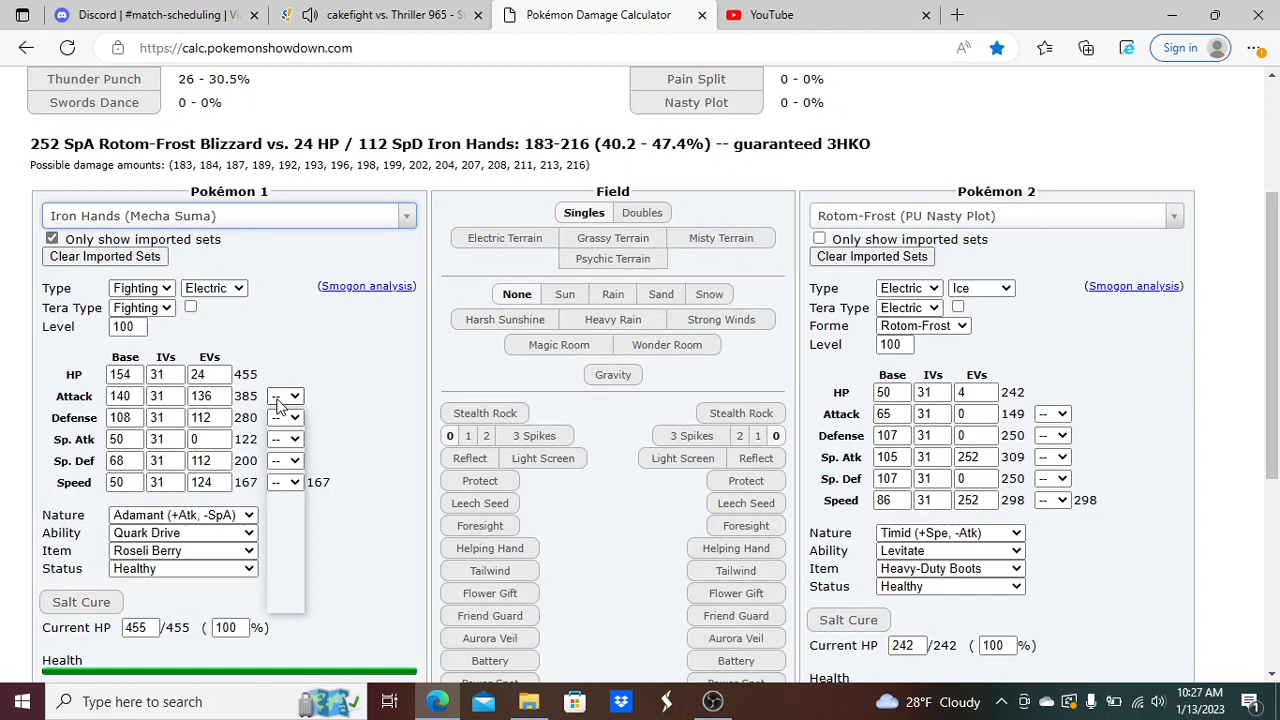 Discord | #match-scheduling | Vi
cakefight vs. Thriller 965 - Sh
Pokémon Damage Calculator
YouTube
https://calc.pokemonshowdown.com
Sign in
Thunder Punch 26 - 30.5%
Pain Split 0 - 0%
Swords Dance 0 - 0%
Nasty Plot 0 - 0%
252 SpA Rotom-Frost Blizzard vs. 24 HP / 112 SpD Iron Hands: 183-216 (40.2 - 47.4%) -- guaranteed 3HKO
Possible damage amounts: (183, 184, 187, 189, 192, 193, 196, 198, 199, 202, 204, 207, 208, 211, 213, 216)
Pokémon 1
Iron Hands (Mecha Suma)
Only show imported sets
Clear Imported Sets
Type Fighting Electric (Smogon analysis)
Tera Type Fighting
Level 100
Base IVs EVs
HP 154 31 24 455
Attack 140 31 136 385 --
Defense 108 31 112 280 --
Sp. Atk 50 31 0 122 --
Sp. Def 68 31 112 200 --
Speed 50 31 124 167 -- 167
Nature Adamant (+Atk, -SpA)
Ability Quark Drive
Item Roseli Berry
Status Healthy
Salt Cure
Current HP 455 /455 ( 100 %)
Health
Field
Singles Doubles
Electric Terrain Grassy Terrain Misty Terrain
Psychic Terrain
None Sun Rain Sand Snow
Harsh Sunshine Heavy Rain Strong Winds
Magic Room Wonder Room
Gravity
Stealth Rock Stealth Rock
0 1 2 3 Spikes 3 Spikes 2 1 0
Reflect Light Screen Light Screen Reflect
Protect Protect
Leech Seed Leech Seed
Foresight Foresight
Helping Hand Helping Hand
Tailwind Tailwind
Flower Gift Flower Gift
Friend Guard Friend Guard
Aurora Veil Aurora Veil
Battery Battery
Pokémon 2
Rotom-Frost (PU Nasty Plot)
Only show imported sets
Clear Imported Sets
Type Electric Ice (Smogon analysis)
Tera Type Electric
Forme Rotom-Frost
Level 100
Base IVs EVs
HP 50 31 4 242
Attack 65 31 0 149 --
Defense 107 31 0 250 --
Sp. Atk 105 31 252 309 --
Sp. Def 107 31 0 250 --
Speed 86 31 252 298 -- 298
Nature Timid (+Spe, -Atk)
Ability Levitate
Item Heavy-Duty Boots
Status Healthy
Salt Cure
Current HP 242 /242 ( 100 %)
Health
Type here to search
28°F Cloudy
10:27 AM
1/13/2023
1